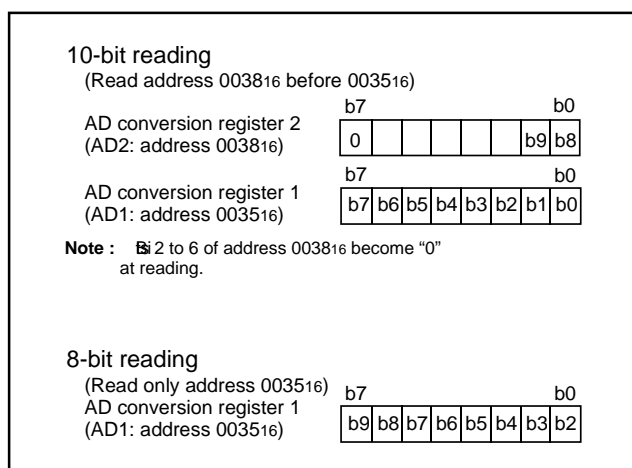 10-bit reading
(Read address 003816 before 003516)
b7 b0
AD conversion register 2
(AD2: address 003816)
0 b9 b8
b7 b0
AD conversion register 1
(AD1: address 003516)
b7 b6 b5 b4 b3 b2 b1 b0
Note : 2 to 6 of address 003816 become “0”
at reading.
8-bit reading
(Read only address 003516)
b7 b0
AD conversion register 1
(AD1: address 003516)
b9 b8 b7 b6 b5 b4 b3 b2